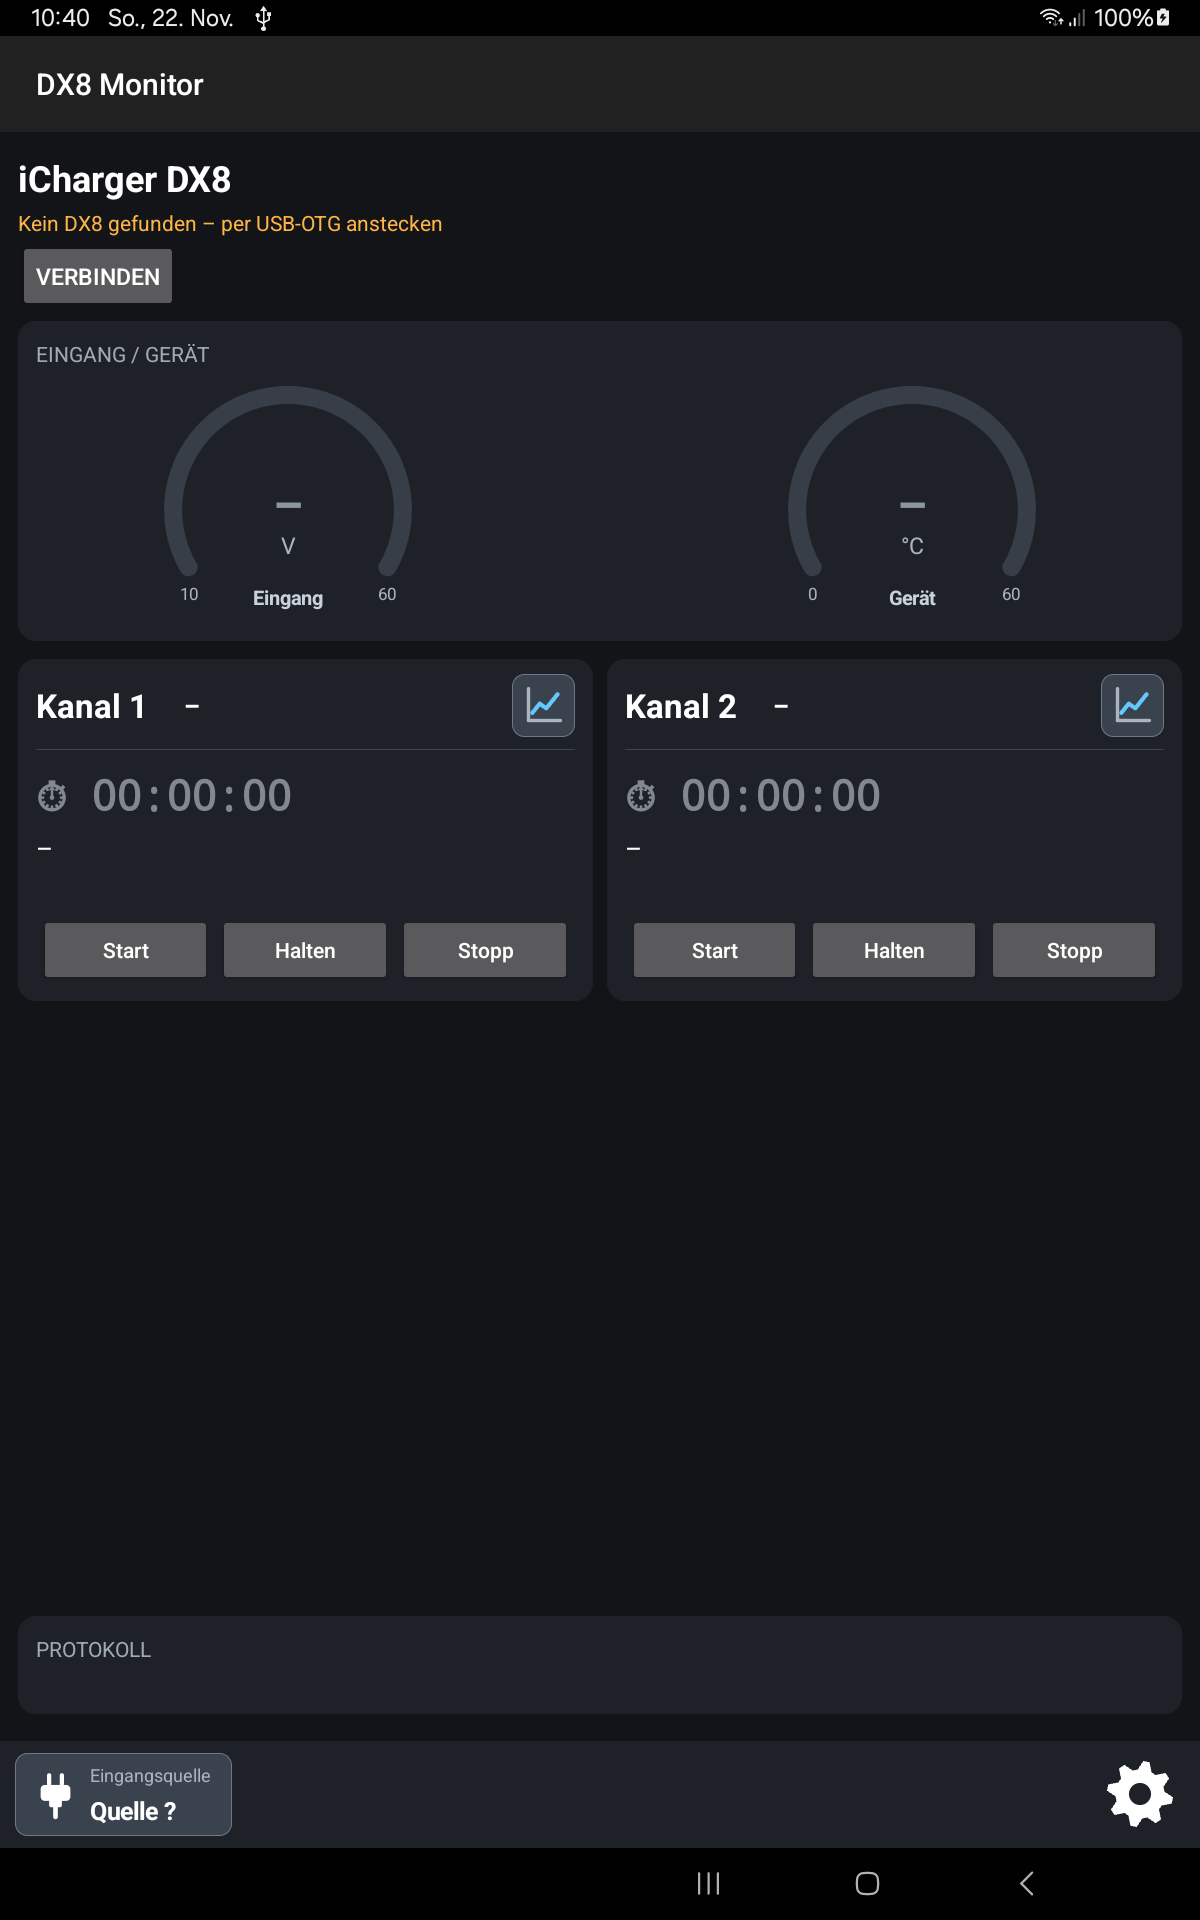 10:40 So., 22. Nov. 100%
DX8 Monitor
iCharger DX8
Kein DX8 gefunden – per USB-OTG anstecken
VERBINDEN
EINGANG / GERÄT
–
V
10 Eingang 60
–
°C
0 Gerät 60
Kanal 1 –
00:00:00
–
Start Halten Stopp
Kanal 2 –
00:00:00
–
Start Halten Stopp
PROTOKOLL
Eingangsquelle
Quelle ?